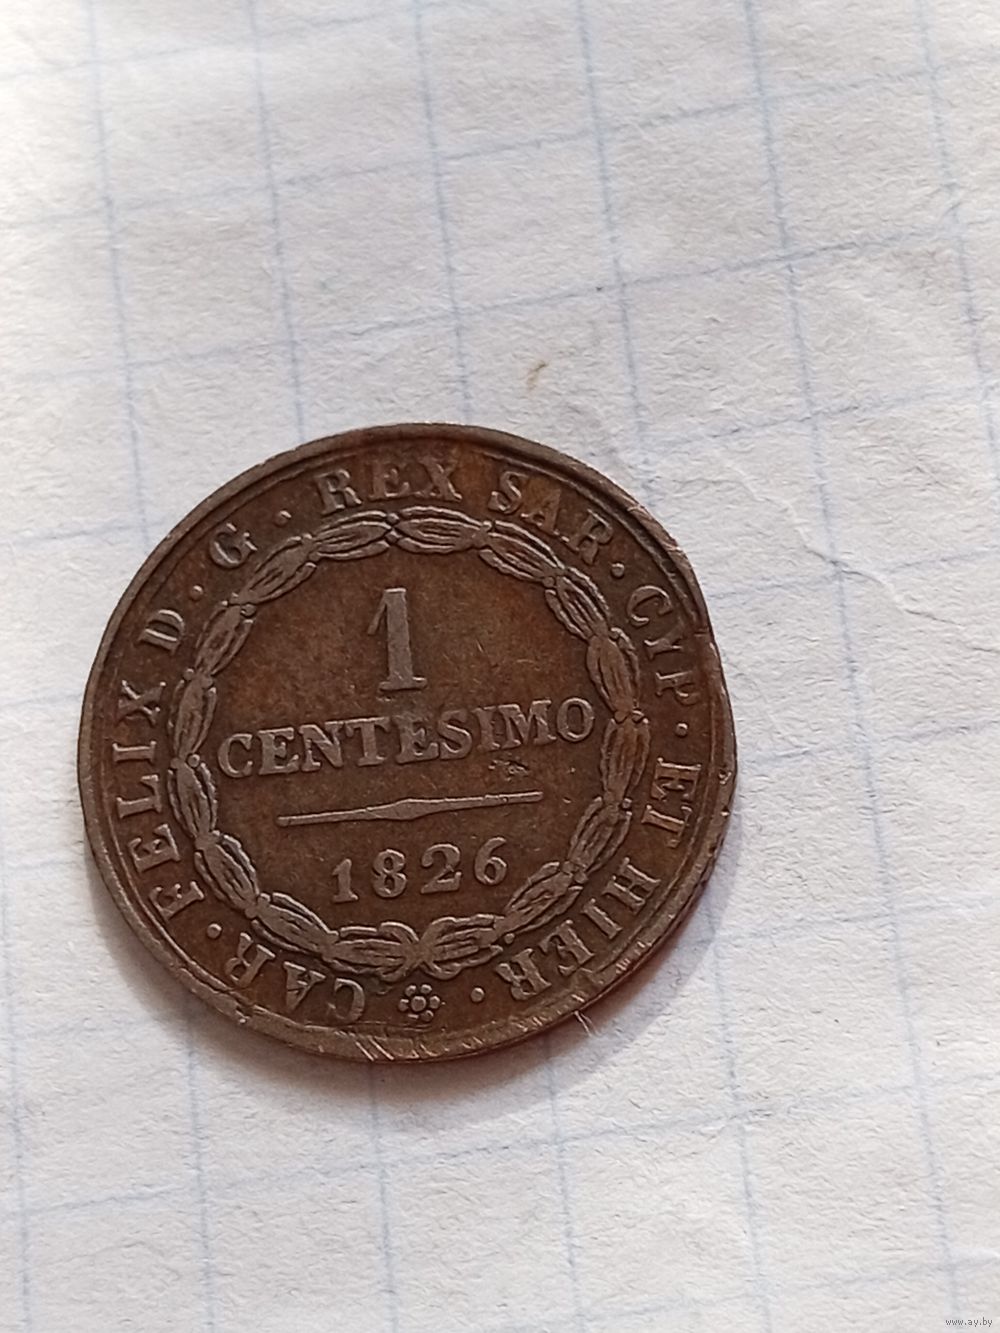 CAR · FELIX D · G · REX SAR · CYP · ET HIER ·
1
CENTESIMO
1826
www.ay.by